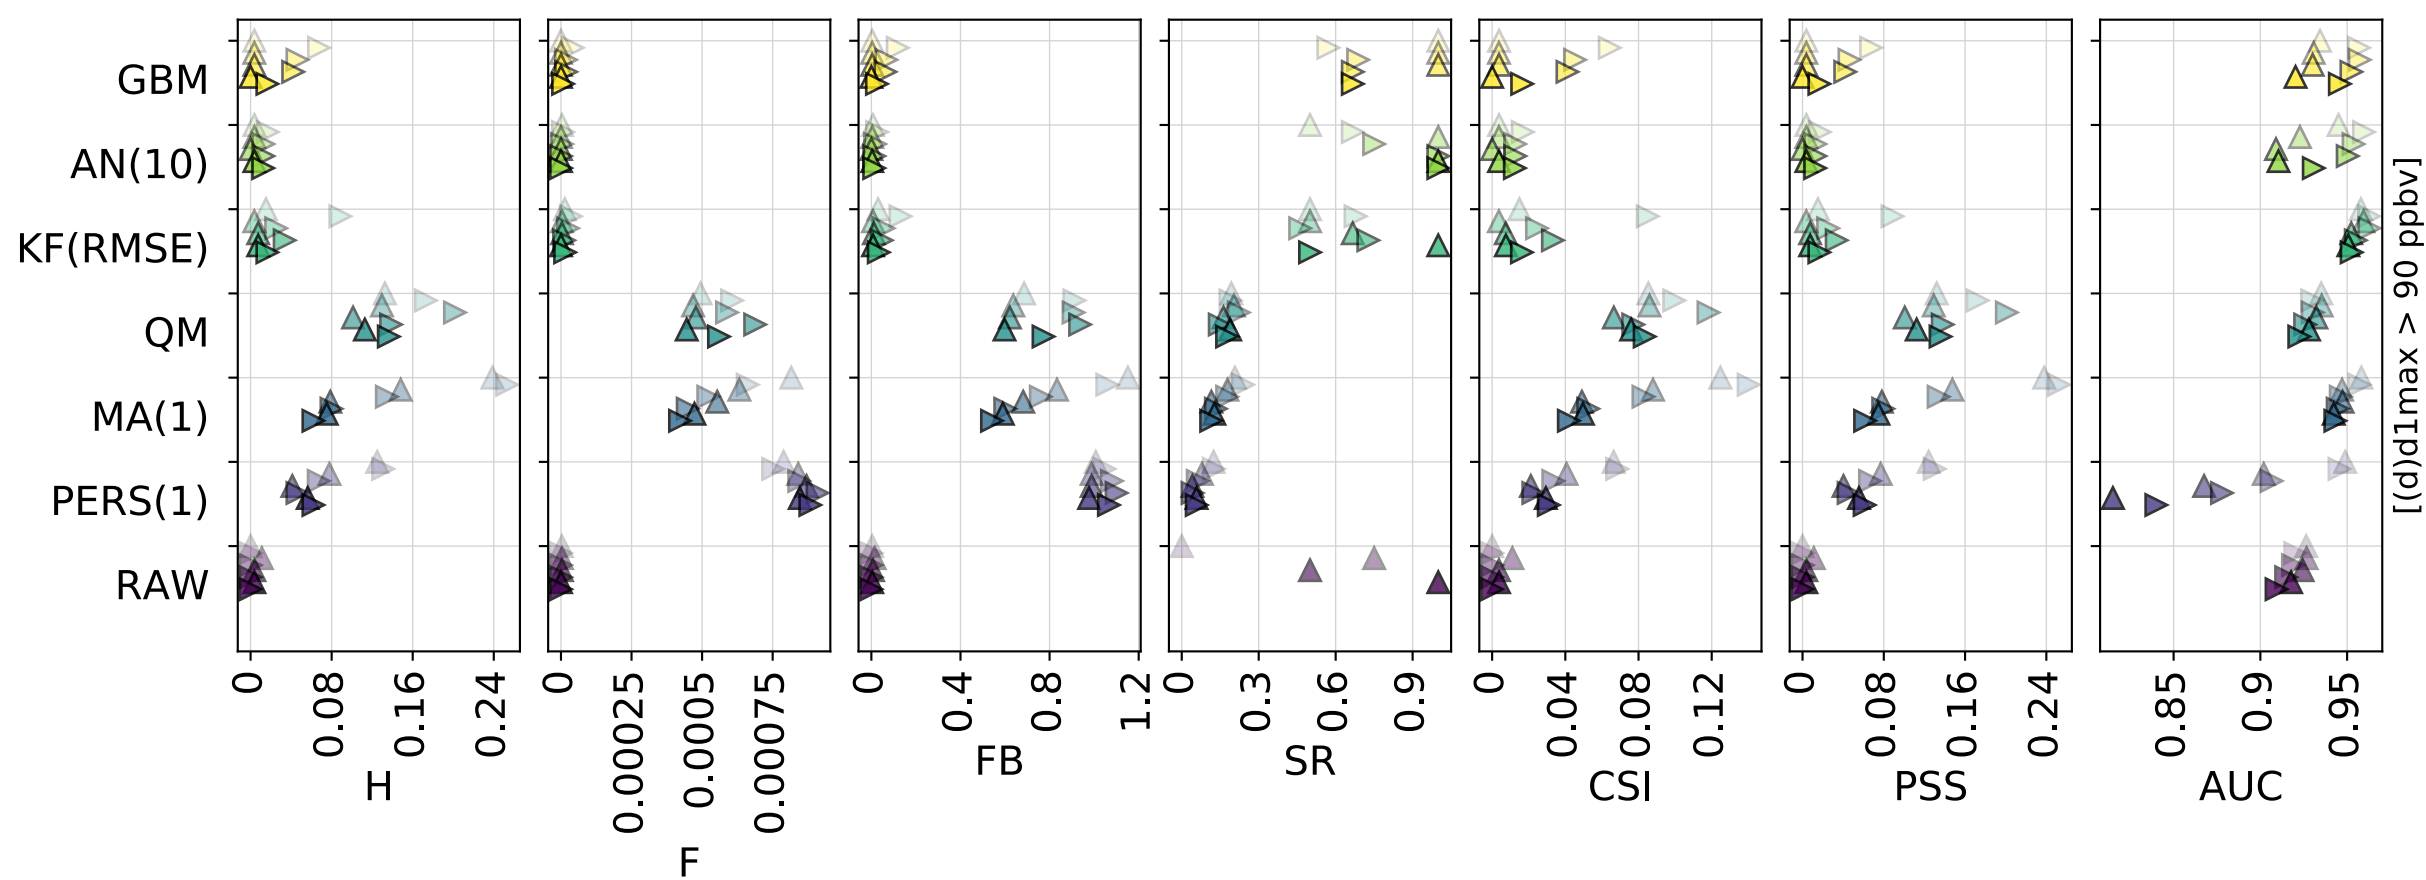 GBM
AN(10)
KF(RMSE)
QM
MA(1)
PERS(1)
RAW
0 0.08 0.16 0.24
H
0 0.00025 0.0005 0.00075
F
0 0.4 0.8 1.2
FB
0 0.3 0.6 0.9
SR
0 0.04 0.08 0.12
CSI
0 0.08 0.16 0.24
PSS
0.85 0.9 0.95
AUC
[(d)d1max > 90 ppbv]